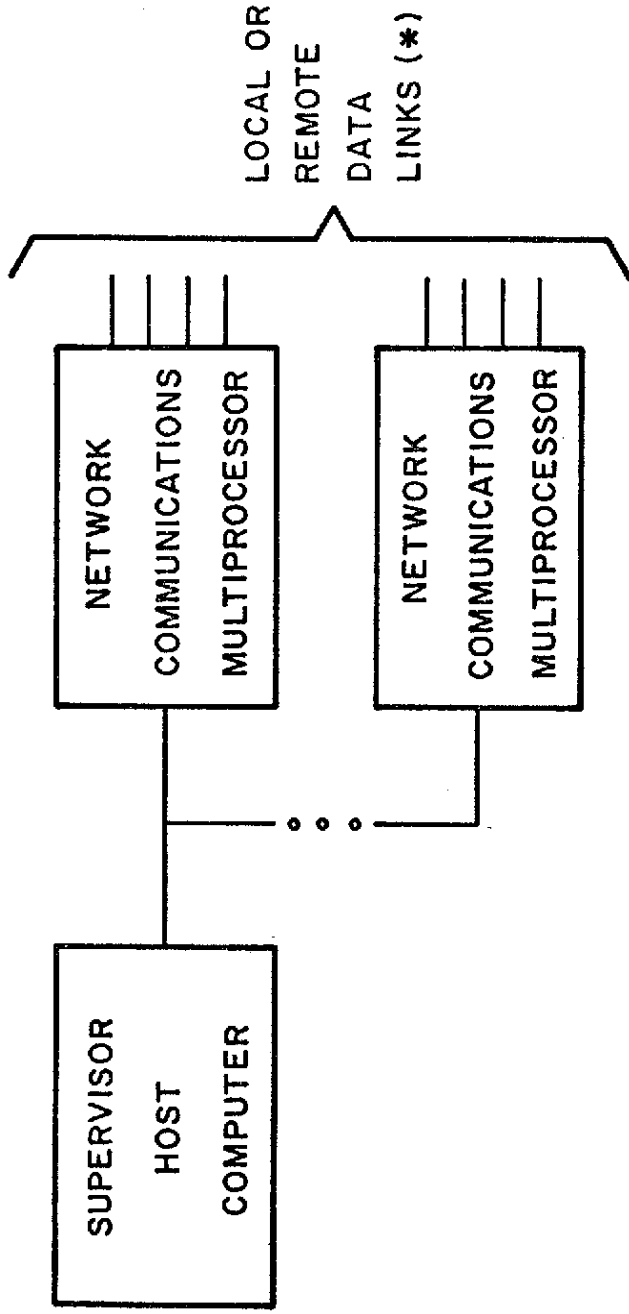 SUPERVISOR
HOST
COMPUTER
NETWORK
COMMUNICATIONS
MULTIPROCESSOR
NETWORK
COMMUNICATIONS
MULTIPROCESSOR
LOCAL OR
REMOTE
DATA
LINKS (*)